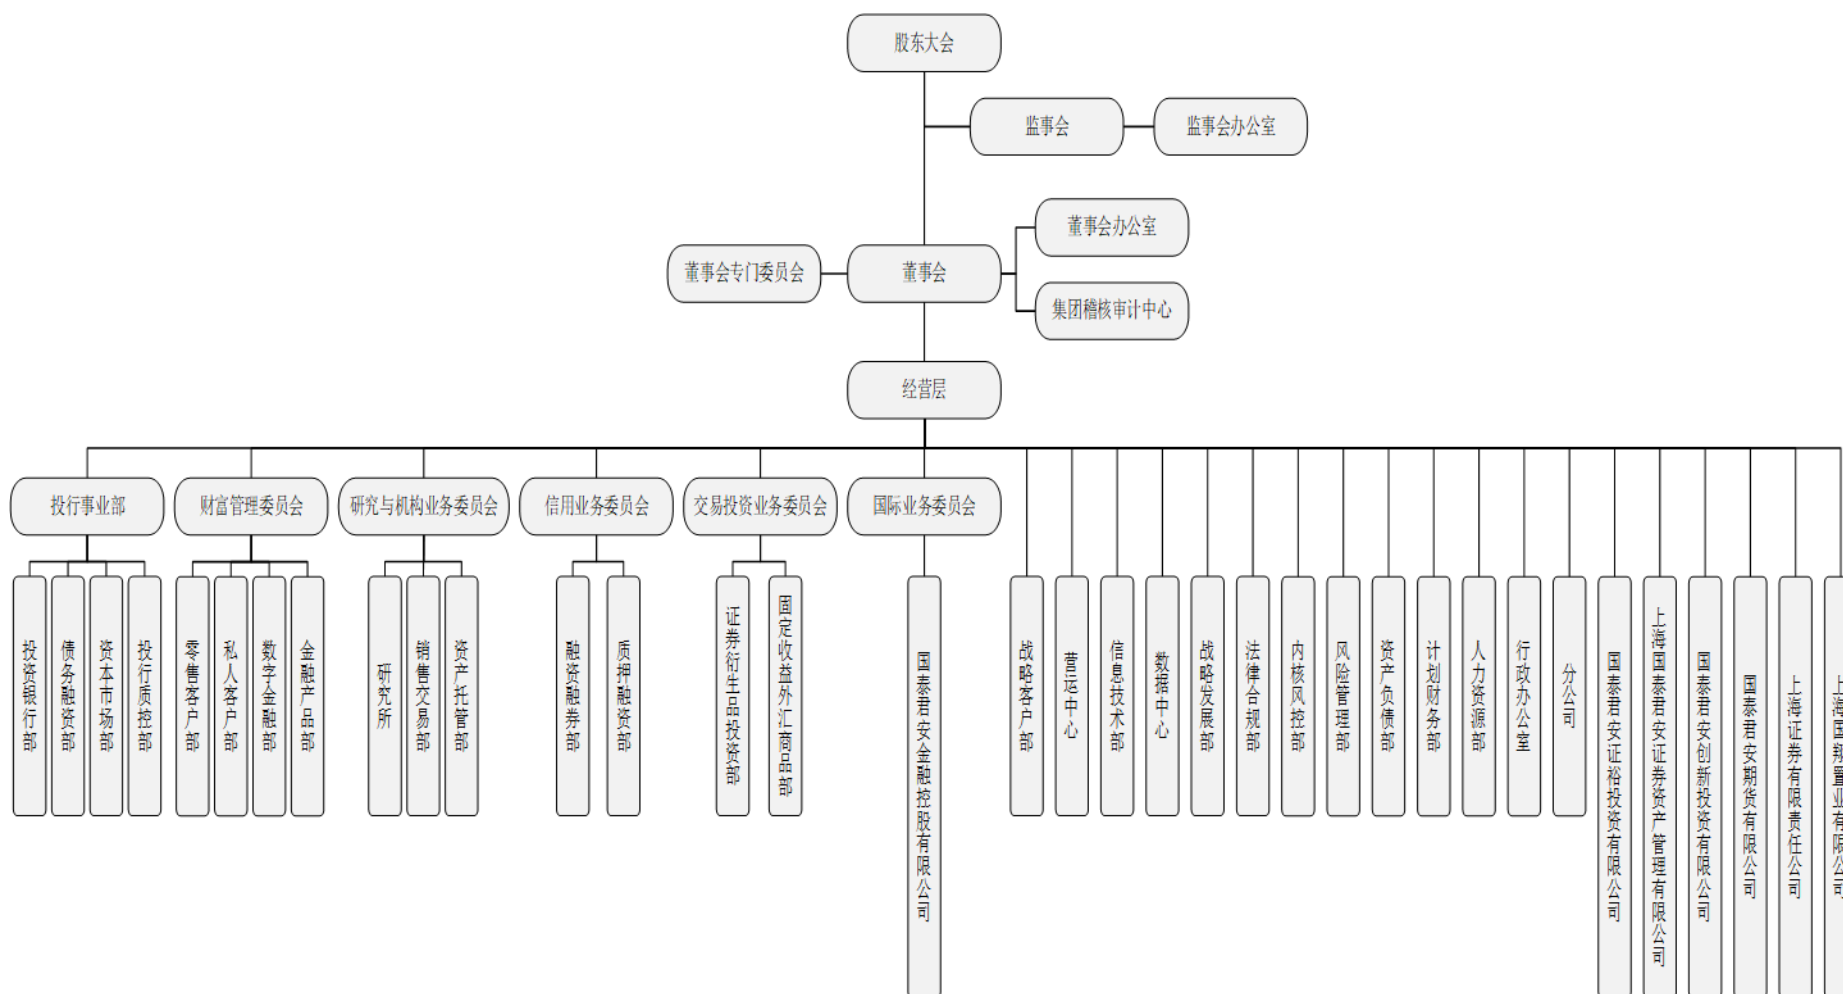 股东大会
监事会
监事会办公室
董事会办公室
董事会专门委员会
董事会
集团稽核审计中心
经营层
投行事业部
财富管理委员会
研究与机构业务委员会
信用业务委员会
交易投资业务委员会
国际业务委员会
投资银行部
债务融资部
资本市场部
投行质控部
零售客户部
私人客户部
数字金融部
金融产品部
研究所
销售交易部
资产托管部
融资融券部
质押融资部
证券衍生品投资部
固定收益外汇商品部
国泰君安金融控股有限公司
战略客户部
营运中心
信息技术部
数据中心
战略发展部
法律合规部
内核风控部
风险管理部
资产负债部
计划财务部
人力资源部
行政办公室
分公司
国泰君安证裕投资有限公司
上海国泰君安证券资产管理有限公司
国泰君安创新投资有限公司
国泰君安期货有限公司
上海证券有限责任公司
上海国翔置业有限公司